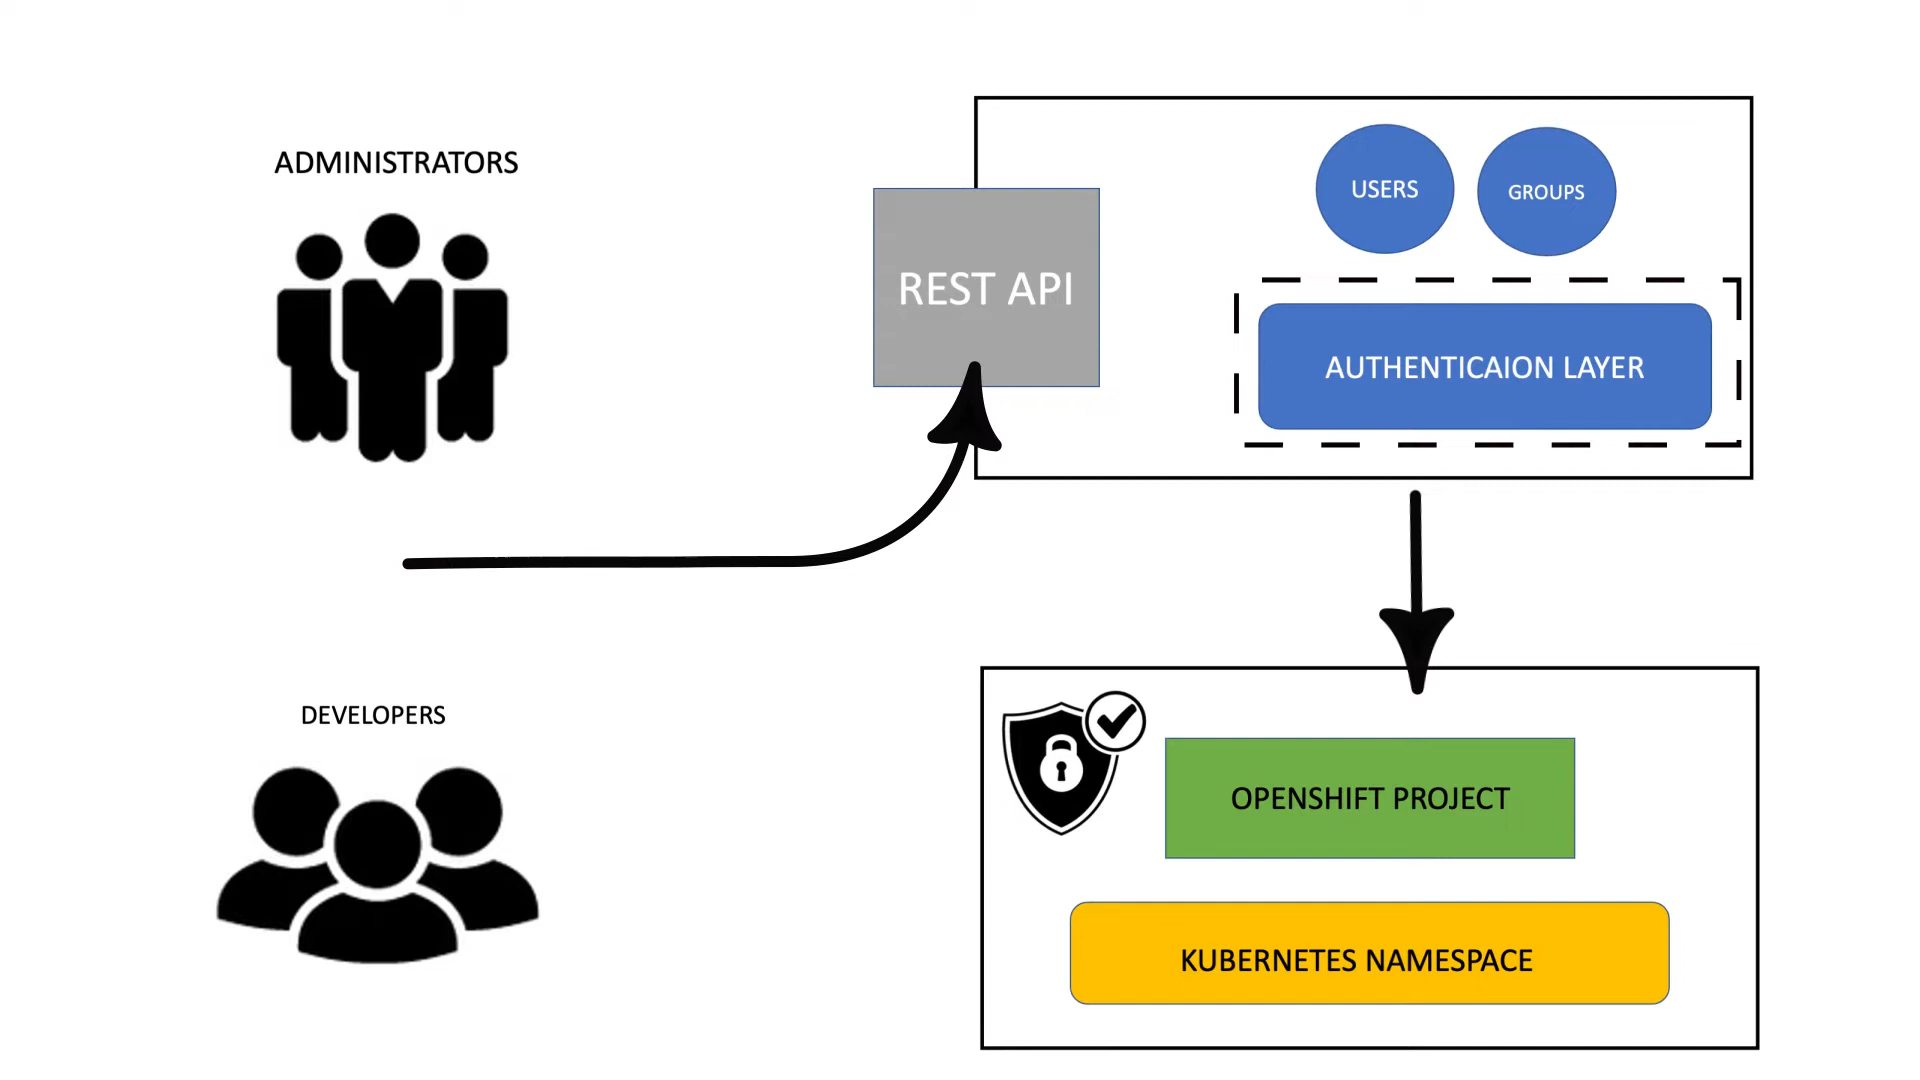 ADMINISTRATORS
USERS
GROUPS
REST API
AUTHENTICAION LAYER
DEVELOPERS
OPENSHIFT PROJECT
KUBERNETES NAMESPACE